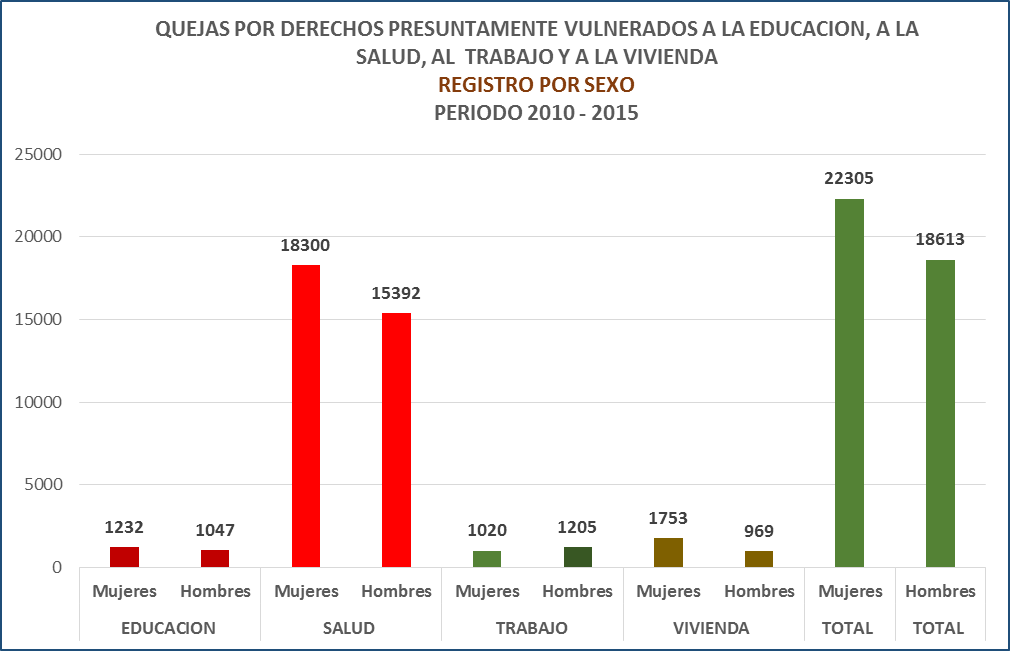 QUEJAS POR DERECHOS PRESUNTAMENTE VULNERADOS A LA EDUCACION, A LA
SALUD, AL TRABAJO Y A LA VIVIENDA
REGISTRO POR SEXO
PERIODO 2010 - 2015
25000
20000
15000
10000
5000
0
1232
1047
18300
15392
1020
1205
1753
969
22305
18613
Mujeres Hombres Mujeres Hombres Mujeres Hombres Mujeres Hombres Mujeres Hombres
EDUCACION SALUD TRABAJO VIVIENDA TOTAL TOTAL